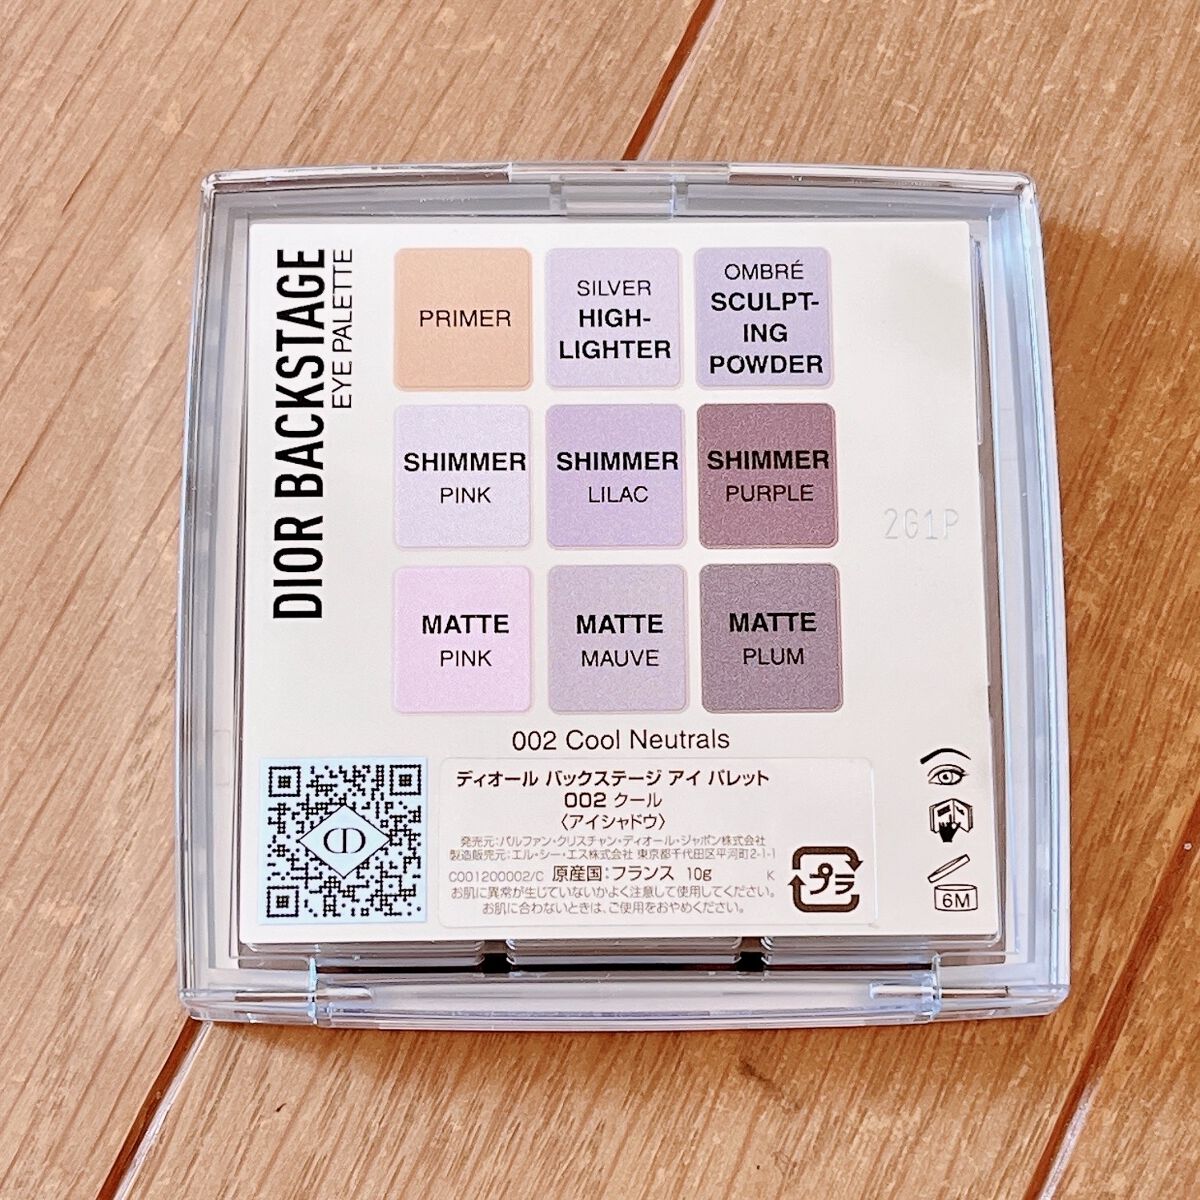 DIOR BACKSTAGE
EYE PALETTE
PRIMER
SILVER
HIGH-
LIGHTER
OMBRÉ
SCULPT-
ING
POWDER
SHIMMER
PINK
SHIMMER
LILAC
SHIMMER
PURPLE
MATTE
PINK
MATTE
MAUVE
MATTE
PLUM
2G1P
002 Cool Neutrals
ディオール バックステージ アイ パレット
002 クール
〈アイシャドウ〉
発売元:パルファン・クリスチャン・ディオール・ジャポン株式会社
製造販売元:エル・シー・エス株式会社 東京都千代田区平河町2-1-1
C001200002/C 原産国:フランス 10g K
お肌に異常が生じていないかよく注意して使用してください。
お肌に合わないときは、ご使用をおやめください。
プラ
6M
CD